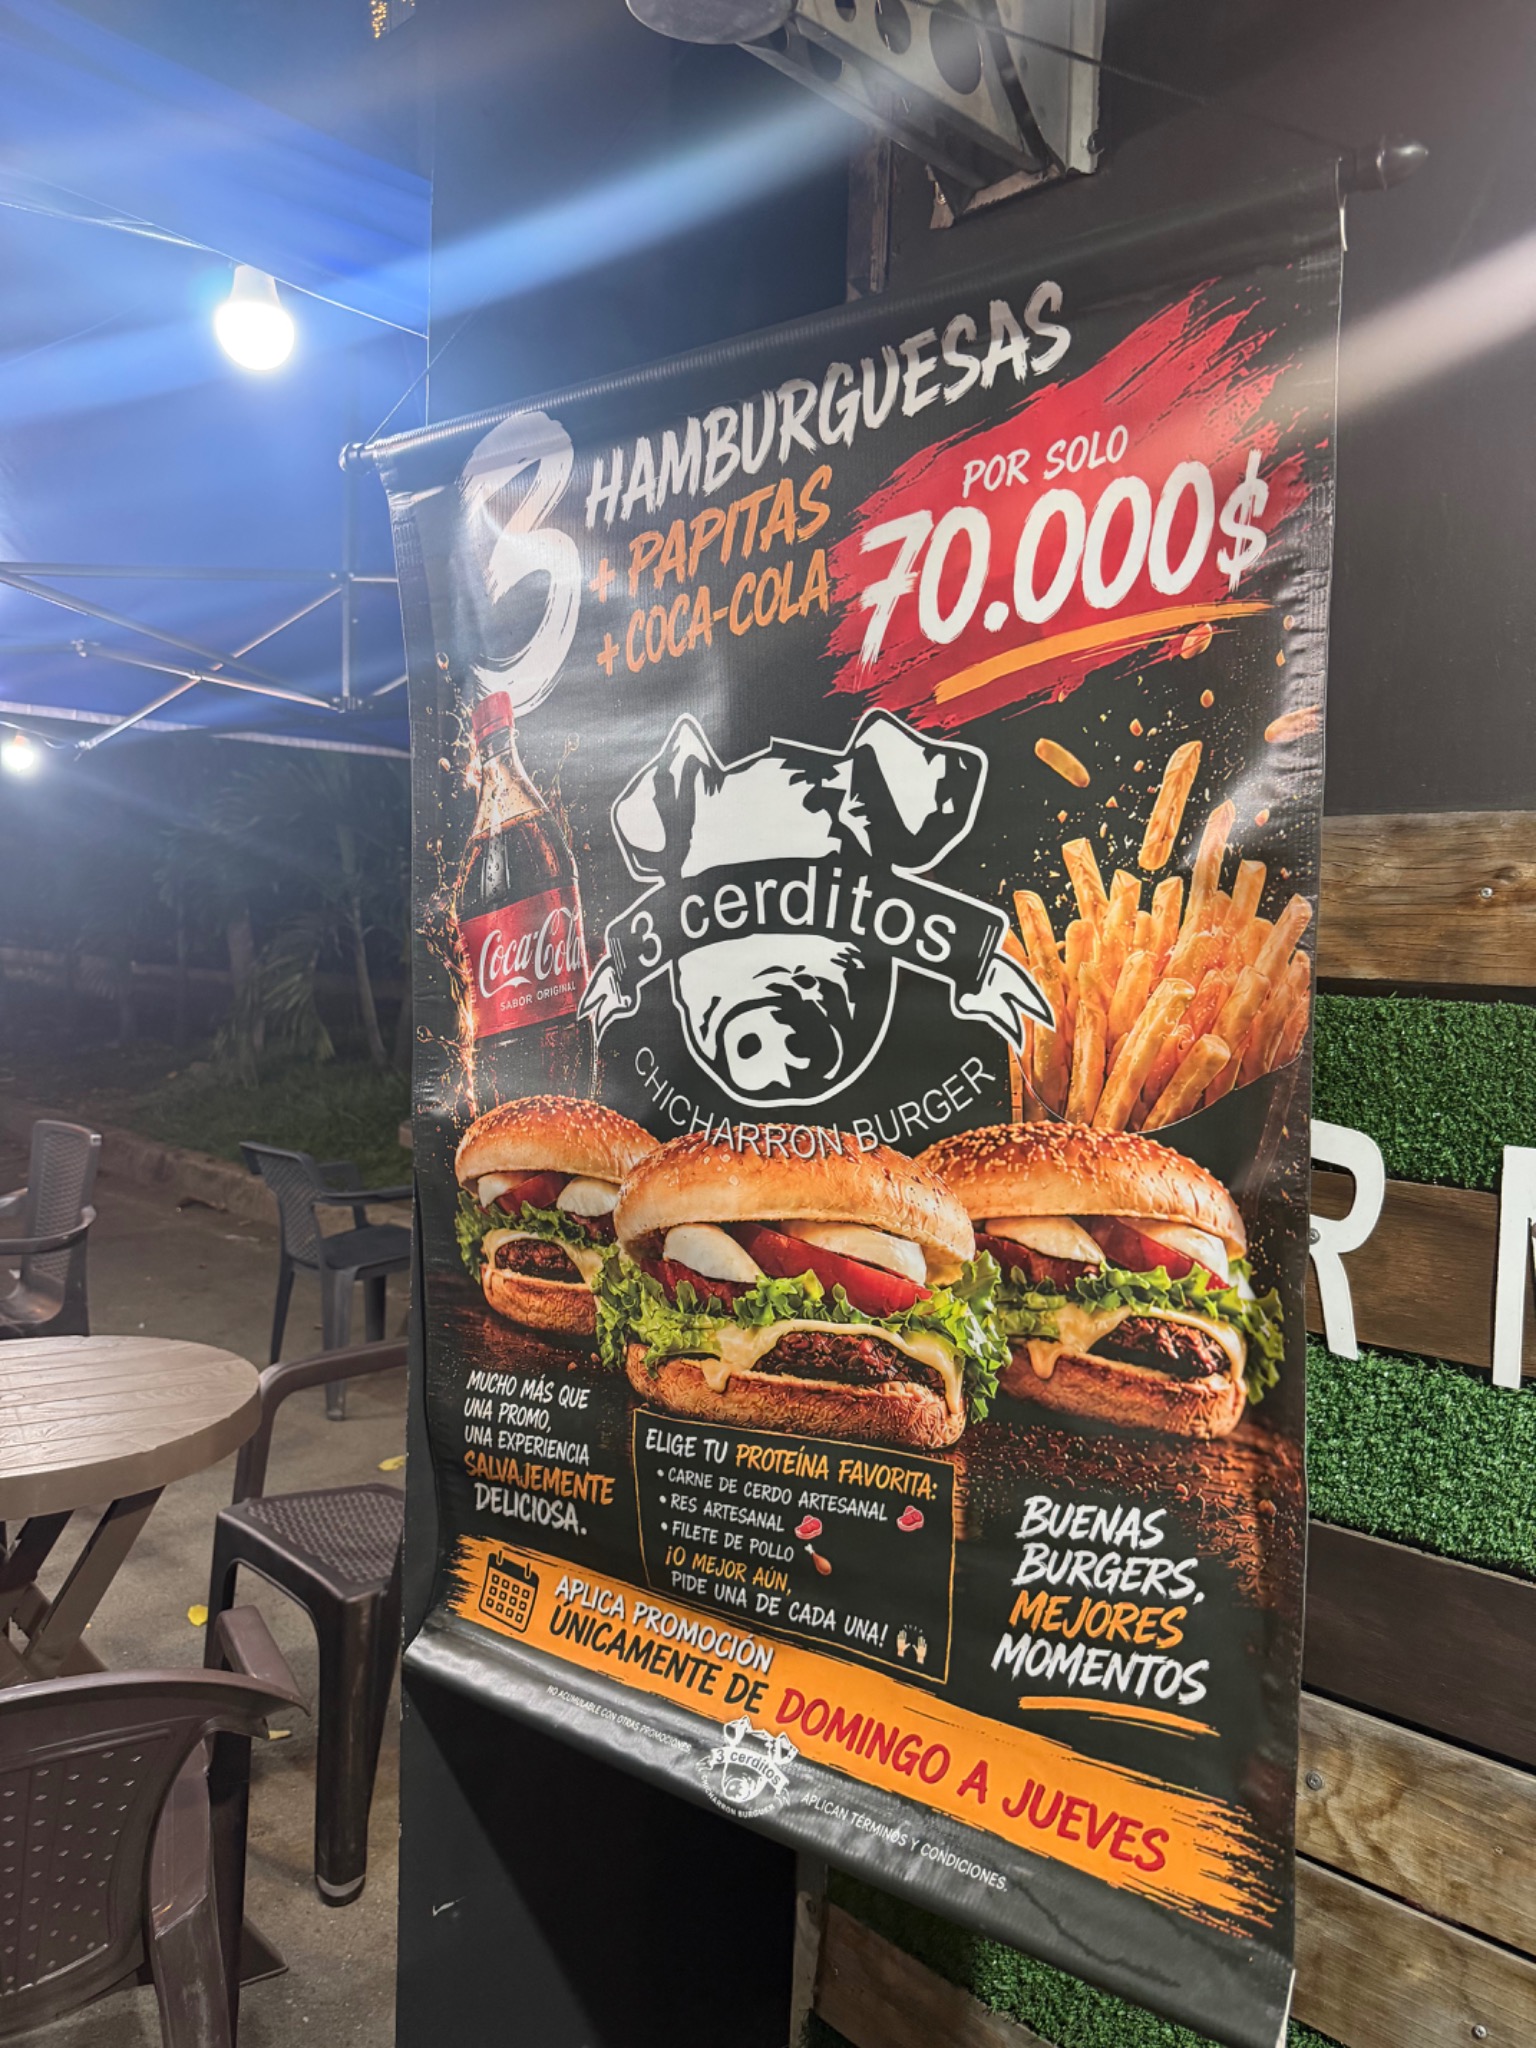 3 HAMBURGUESAS
+ PAPITAS
+ COCA-COLA
POR SOLO
70.000$
Coca-Cola
SABOR ORIGINAL
3 cerditos
CHICHARRON BURGER
MUCHO MÁS QUE
UNA PROMO,
UNA EXPERIENCIA
SALVAJEMENTE
DELICIOSA.
ELIGE TU PROTEÍNA FAVORITA:
• CARNE DE CERDO ARTESANAL
• RES ARTESANAL
• FILETE DE POLLO
¡O MEJOR AÚN,
PIDE UNA DE CADA UNA!
BUENAS
BURGERS,
MEJORES
MOMENTOS
APLICA PROMOCIÓN
ÚNICAMENTE DE DOMINGO A JUEVES
NO ACUMULABLE CON OTRAS PROMOCIONES.
3 cerditos
CHICHARRON BURGUER
APLICAN TÉRMINOS Y CONDICIONES.
R